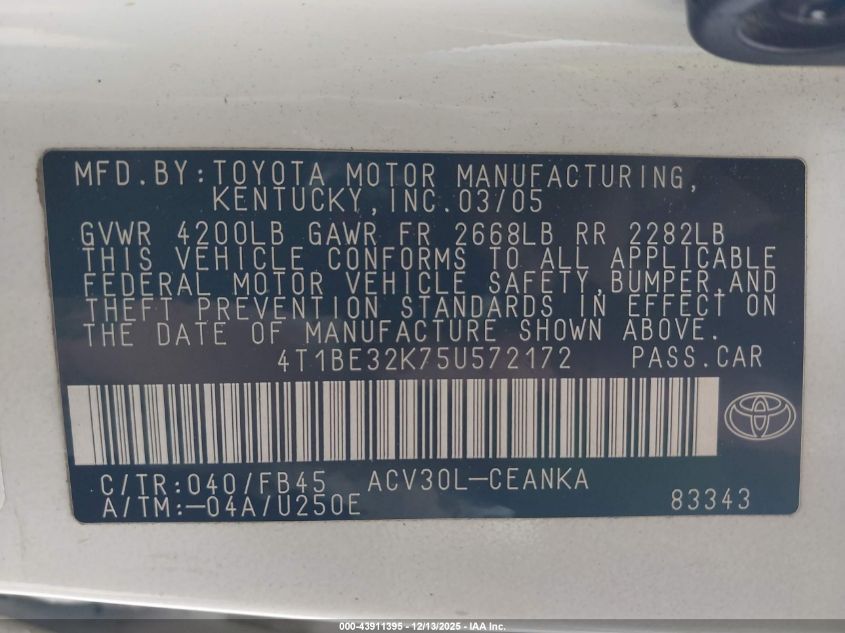 MFD.BY:TOYOTA MOTOR MANUFACTURING,
KENTUCKY,INC.03/05
GVWR 4200LB GAWR FR 2668LB RR 2282LB
THIS VEHICLE CONFORMS TO ALL APPLICABLE
FEDERAL MOTOR VEHICLE SAFETY,BUMPER,AND
THEFT PREVENTION STANDARDS IN EFFECT ON
THE DATE OF MANUFACTURE SHOWN ABOVE.
4T1BE32K75U572172 PASS.CAR
C/TR:040/FB45 ACV30L-CEANKA
A/TM:-04A/U250E 83343
000-43911395 - 12/13/2025 - IAA Inc.